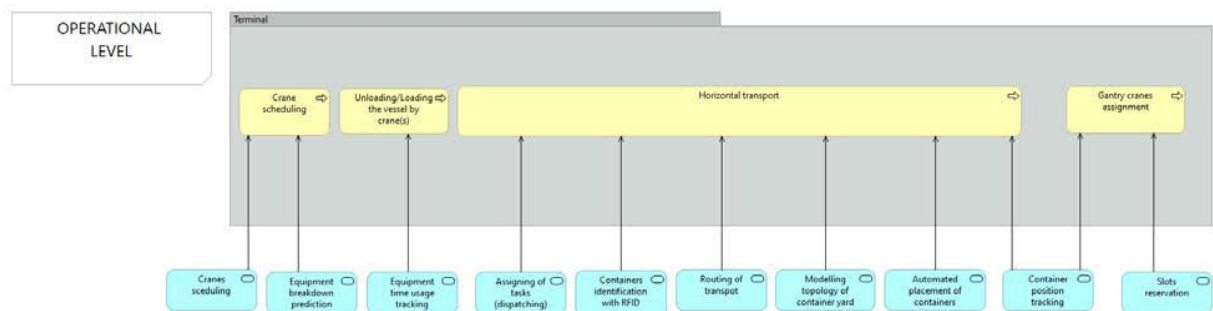 OPERATIONAL
LEVEL
Terminal
Crane
scheduling
Unloading/Loading
the vessel by
crane(s)
Horizontal transport
Gantry cranes
assignment
Cranes
sceduling
Equipment
breakdown
prediction
Equipment
time usage
tracking
Assigning of
tasks
(dispatching)
Containers
identification
with RFID
Routing of
transpot
Modelling
topology of
container yard
Automated
placement of
containers
Container
position
tracking
Slots
reservation